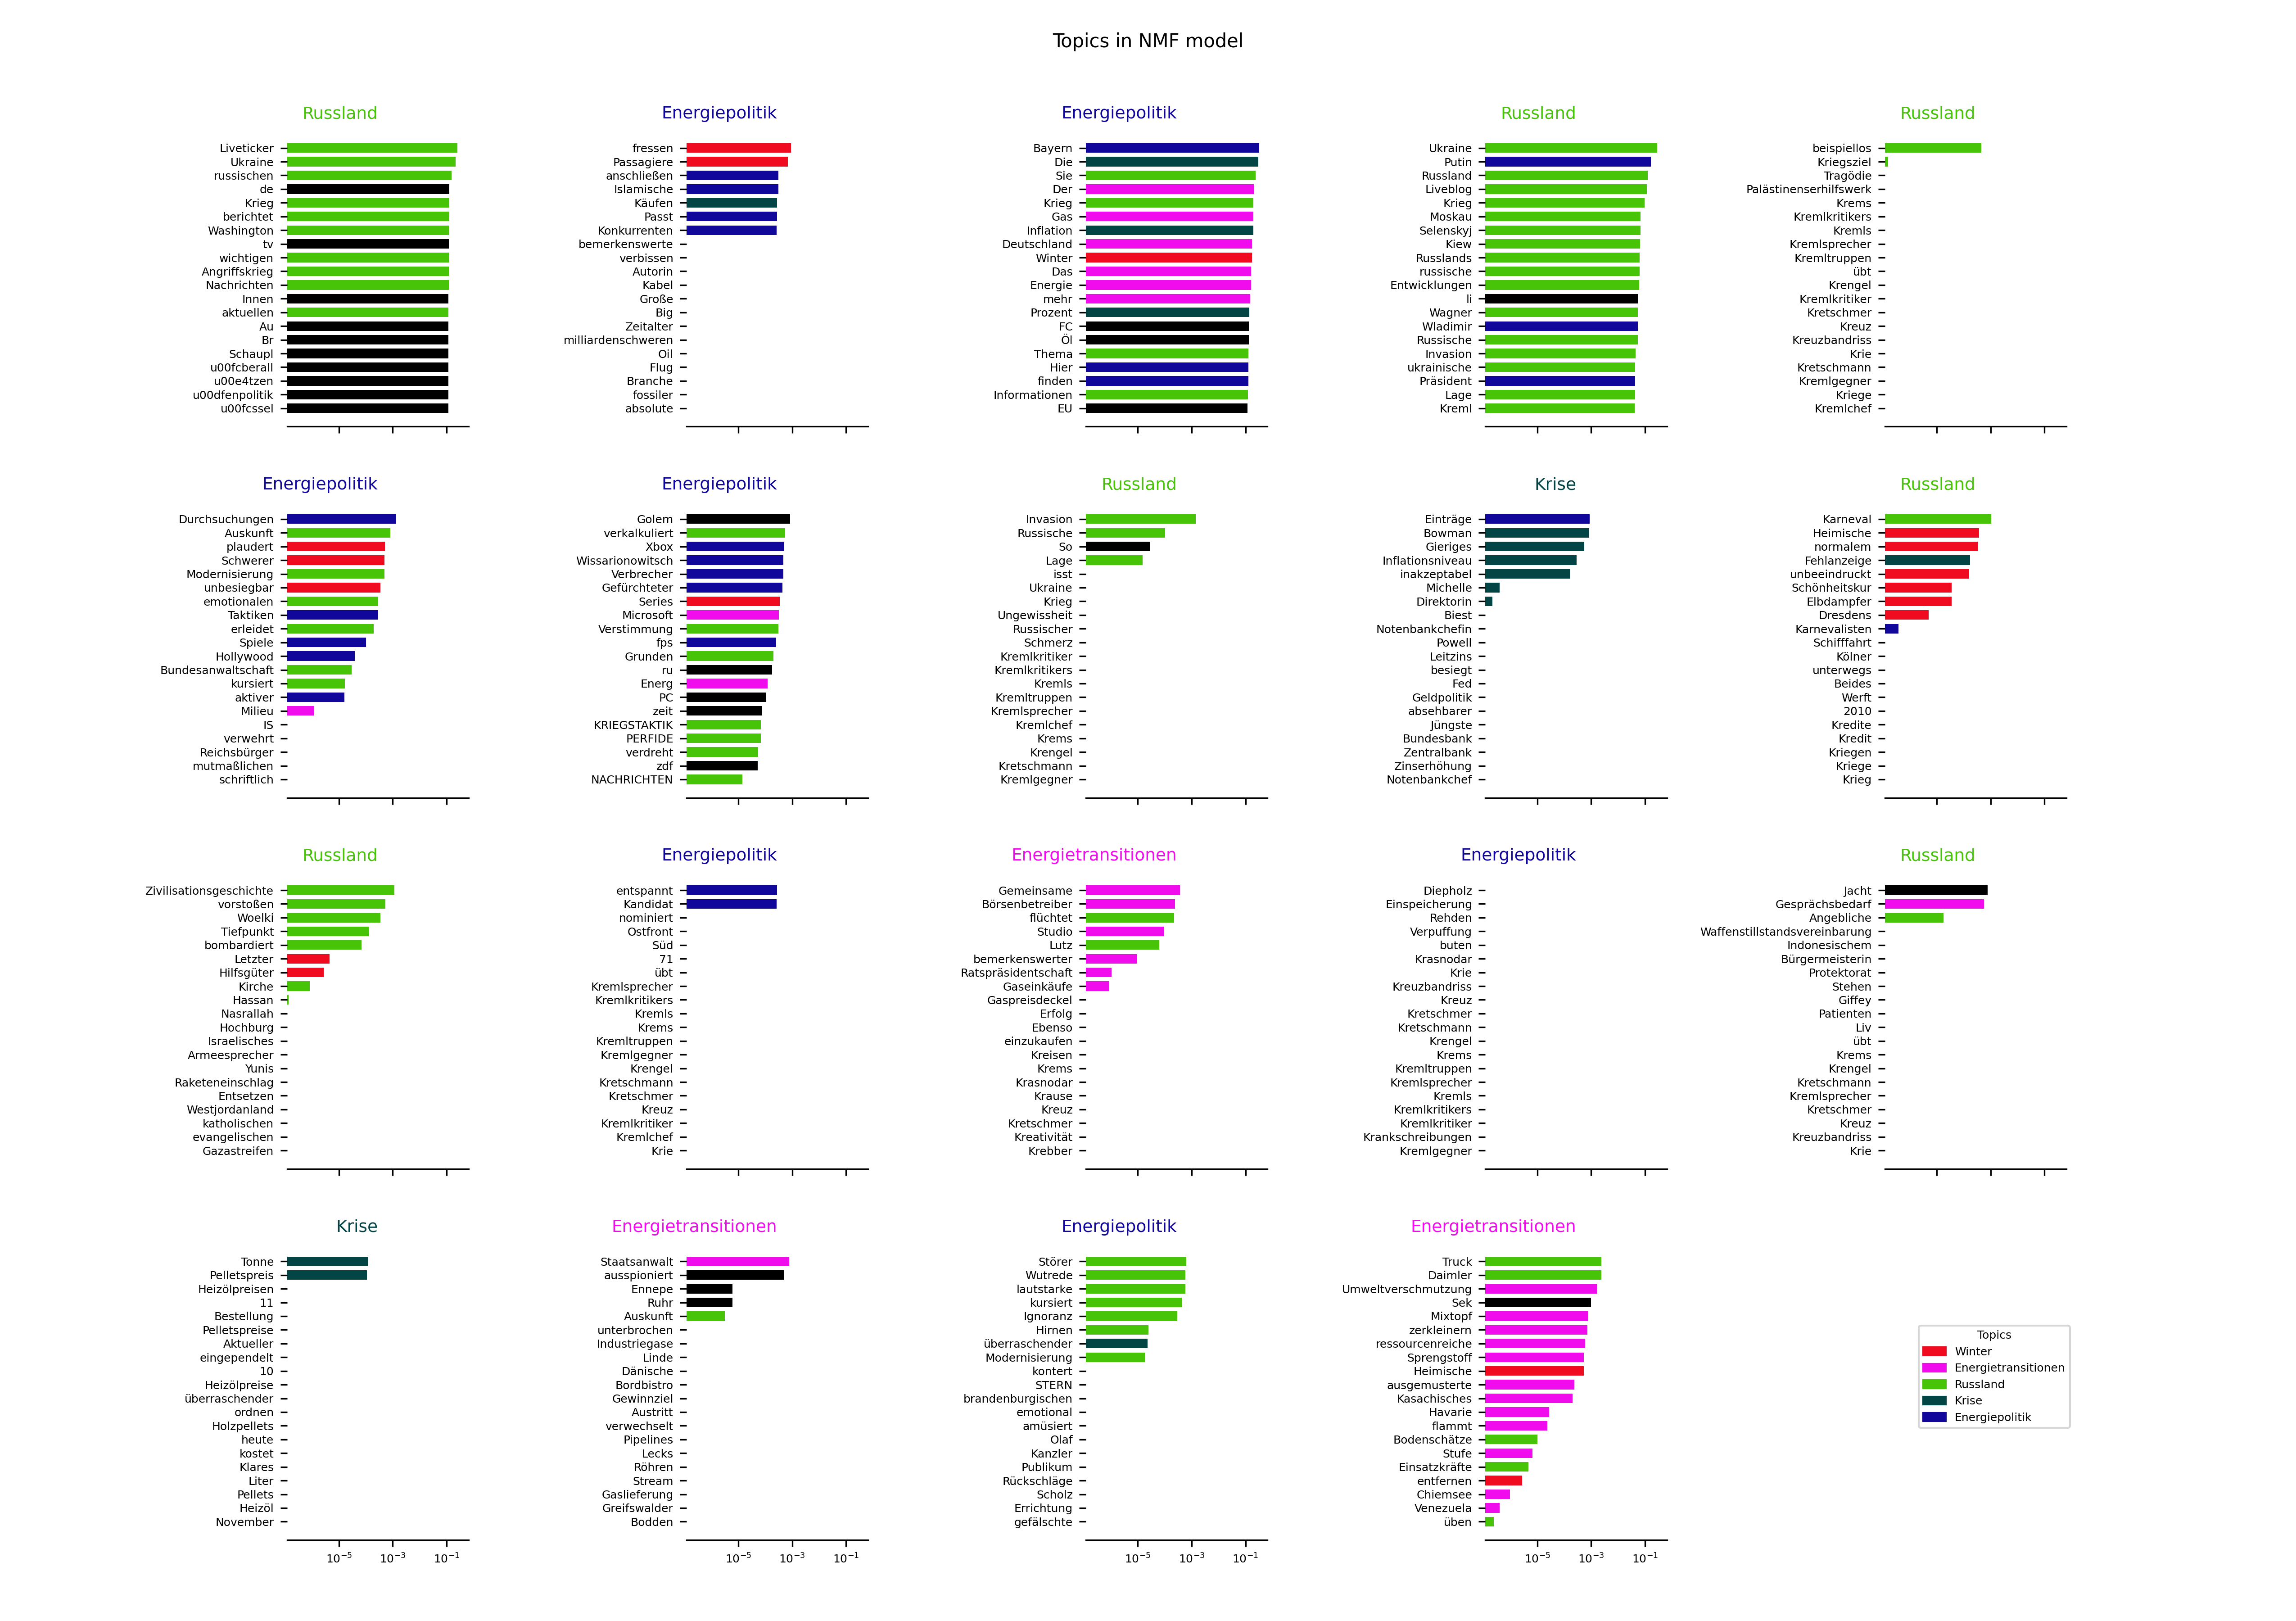 Topics in NMF model
Russland
Liveticker
Ukraine
russischen
de
Krieg
berichtet
Washington
tv
wichtigen
Angriffskrieg
Nachrichten
Innen
aktuellen
Au
Br
Schaupl
u00fcberall
u00e4tzen
u00dfenpolitik
u00fcssel
Energiepolitik
fressen
Passagiere
anschließen
Islamische
Käufen
Passt
Konkurrenten
bemerkenswerte
verbissen
Autorin
Kabel
Große
Big
Zeitalter
milliardenschweren
Oil
Flug
Branche
fossiler
absolute
Energiepolitik
Bayern
Die
Sie
Der
Krieg
Gas
Inflation
Deutschland
Winter
Das
Energie
mehr
Prozent
FC
Öl
Thema
Hier
finden
Informationen
EU
Russland
Ukraine
Putin
Russland
Liveblog
Krieg
Moskau
Selenskyj
Kiew
Russlands
russische
Entwicklungen
li
Wagner
Wladimir
Russische
Invasion
ukrainische
Präsident
Lage
Kreml
Russland
beispiellos
Kriegsziel
Tragödie
Palästinenserhilfswerk
Krems
Kremlkritikers
Kremls
Kremlsprecher
Kremltruppen
übt
Krengel
Kremlkritiker
Kretschmer
Kreuz
Kreuzbandriss
Krie
Kretschmann
Kremlgegner
Kriege
Kremlchef
Energiepolitik
Durchsuchungen
Auskunft
plaudert
Schwerer
Modernisierung
unbesiegbar
emotionalen
Taktiken
erleidet
Spiele
Hollywood
Bundesanwaltschaft
kursiert
aktiver
Milieu
IS
verwehrt
Reichsbürger
mutmaßlichen
schriftlich
Energiepolitik
Golem
verkalkuliert
Xbox
Wissarionowitsch
Verbrecher
Gefürchteter
Series
Microsoft
Verstimmung
fps
Grunden
ru
Energ
PC
zeit
KRIEGSTAKTIK
PERFIDE
verdreht
zdf
NACHRICHTEN
Russland
Invasion
Russische
So
Lage
isst
Ukraine
Krieg
Ungewissheit
Russischer
Schmerz
Kremlkritiker
Kremlkritikers
Kremls
Kremltruppen
Kremlsprecher
Kremlchef
Krems
Krengel
Kretschmann
Kremlgegner
Krise
Einträge
Bowman
Gieriges
Inflationsniveau
inakzeptabel
Michelle
Direktorin
Biest
Notenbankchefin
Powell
Leitzins
besiegt
Fed
Geldpolitik
absehbarer
Jüngste
Bundesbank
Zentralbank
Zinserhöhung
Notenbankchef
Russland
Karneval
Heimische
normalem
Fehlanzeige
unbeeindruckt
Schönheitskur
Elbdampfer
Dresdens
Karnevalisten
Schifffahrt
Kölner
unterwegs
Beides
Werft
2010
Kredite
Kredit
Kriegen
Kriege
Krieg
Russland
Zivilisationsgeschichte
vorstoßen
Woelki
Tiefpunkt
bombardiert
Letzter
Hilfsgüter
Kirche
Hassan
Nasrallah
Hochburg
Israelisches
Armeesprecher
Yunis
Raketeneinschlag
Entsetzen
Westjordanland
katholischen
evangelischen
Gazastreifen
Energiepolitik
entspannt
Kandidat
nominiert
Ostfront
Süd
71
übt
Kremlsprecher
Kremlkritikers
Kremls
Krems
Kremltruppen
Kremlgegner
Krengel
Kretschmann
Kretschmer
Kreuz
Kremlkritiker
Kremlchef
Krie
Energietransitionen
Gemeinsame
Börsenbetreiber
flüchtet
Studio
Lutz
bemerkenswerter
Ratspräsidentschaft
Gaseinkäufe
Gaspreisdeckel
Erfolg
Ebenso
einzukaufen
Kreisen
Krems
Krasnodar
Krause
Kreuz
Kretschmer
Kreativität
Krebber
Energiepolitik
Diepholz
Einspeicherung
Rehden
Verpuffung
buten
Krasnodar
Krie
Kreuzbandriss
Kreuz
Kretschmer
Kretschmann
Krengel
Krems
Kremltruppen
Kremlsprecher
Kremls
Kremlkritikers
Kremlkritiker
Krankschreibungen
Kremlgegner
Russland
Jacht
Gesprächsbedarf
Angebliche
Waffenstillstandsvereinbarung
Indonesischem
Bürgermeisterin
Protektorat
Stehen
Giffey
Patienten
Liv
übt
Krems
Krengel
Kretschmann
Kremlsprecher
Kretschmer
Kreuz
Kreuzbandriss
Krie
Krise
Tonne
Pelletspreis
Heizölpreisen
11
Bestellung
Pelletspreise
Aktueller
eingependelt
10
Heizölpreise
überraschender
ordnen
Holzpellets
heute
kostet
Klares
Liter
Pellets
Heizöl
November
10⁻⁵ 10⁻³ 10⁻¹
Energietransitionen
Staatsanwalt
ausspioniert
Ennepe
Ruhr
Auskunft
unterbrochen
Industriegase
Linde
Dänische
Bordbistro
Gewinnziel
Austritt
verwechselt
Pipelines
Lecks
Röhren
Stream
Gaslieferung
Greifswalder
Bodden
10⁻⁵ 10⁻³ 10⁻¹
Energiepolitik
Störer
Wutrede
lautstarke
kursiert
Ignoranz
Hirnen
überraschender
Modernisierung
kontert
STERN
brandenburgischen
emotional
amüsiert
Olaf
Kanzler
Publikum
Rückschläge
Scholz
Errichtung
gefälschte
10⁻⁵ 10⁻³ 10⁻¹
Energietransitionen
Truck
Daimler
Umweltverschmutzung
Sek
Mixtopf
zerkleinern
ressourcenreiche
Sprengstoff
Heimische
ausgemusterte
Kasachisches
Havarie
flammt
Bodenschätze
Stufe
Einsatzkräfte
entfernen
Chiemsee
Venezuela
üben
10⁻⁵ 10⁻³ 10⁻¹
Topics
Winter
Energietransitionen
Russland
Krise
Energiepolitik